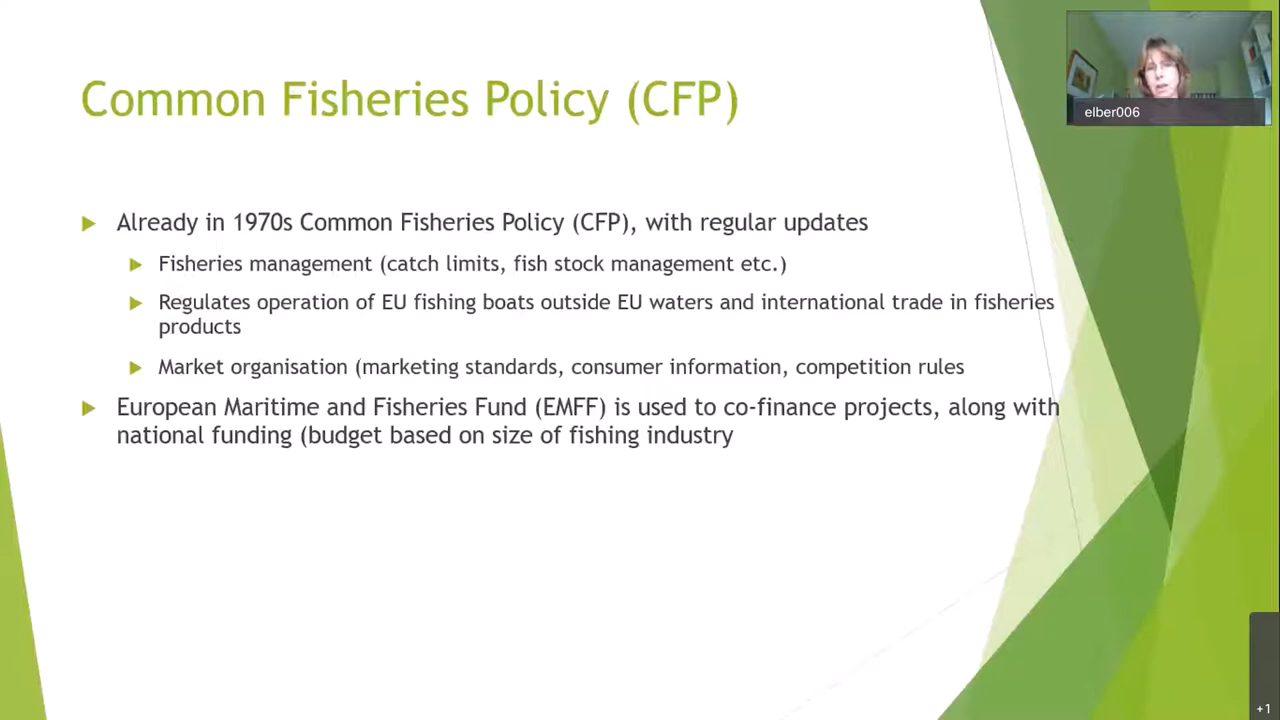 Common Fisheries Policy (CFP)
elber006
Already in 1970s Common Fisheries Policy (CFP), with regular updates
Fisheries management (catch limits, fish stock management etc.)
Regulates operation of EU fishing boats outside EU waters and international trade in fisheries
products
Market organisation (marketing standards, consumer information, competition rules
European Maritime and Fisheries Fund (EMFF) is used to co-finance projects, along with
national funding (budget based on size of fishing industry
+1